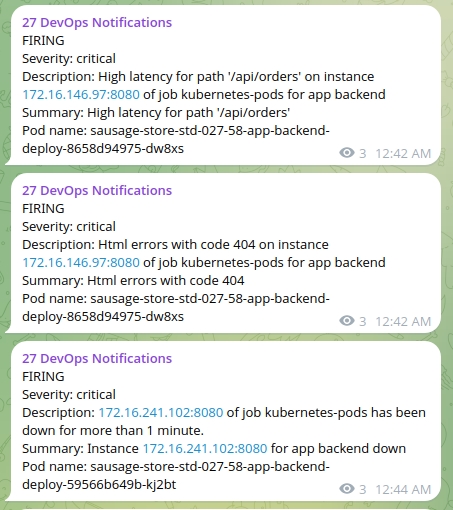 27 DevOps Notifications
FIRING
Severity: critical
Description: High latency for path '/api/orders' on instance
172.16.146.97:8080 of job kubernetes-pods for app backend
Summary: High latency for path '/api/orders'
Pod name: sausage-store-std-027-58-app-backend-
deploy-8658d94975-dw8xs
3 12:42 AM
27 DevOps Notifications
FIRING
Severity: critical
Description: Html errors with code 404 on instance
172.16.146.97:8080 of job kubernetes-pods for app backend
Summary: Html errors with code 404
Pod name: sausage-store-std-027-58-app-backend-
deploy-8658d94975-dw8xs
3 12:42 AM
27 DevOps Notifications
FIRING
Severity: critical
Description: 172.16.241.102:8080 of job kubernetes-pods has been
down for more than 1 minute.
Summary: Instance 172.16.241.102:8080 for app backend down
Pod name: sausage-store-std-027-58-app-backend-
deploy-59566b649b-kj2bt
3 12:44 AM